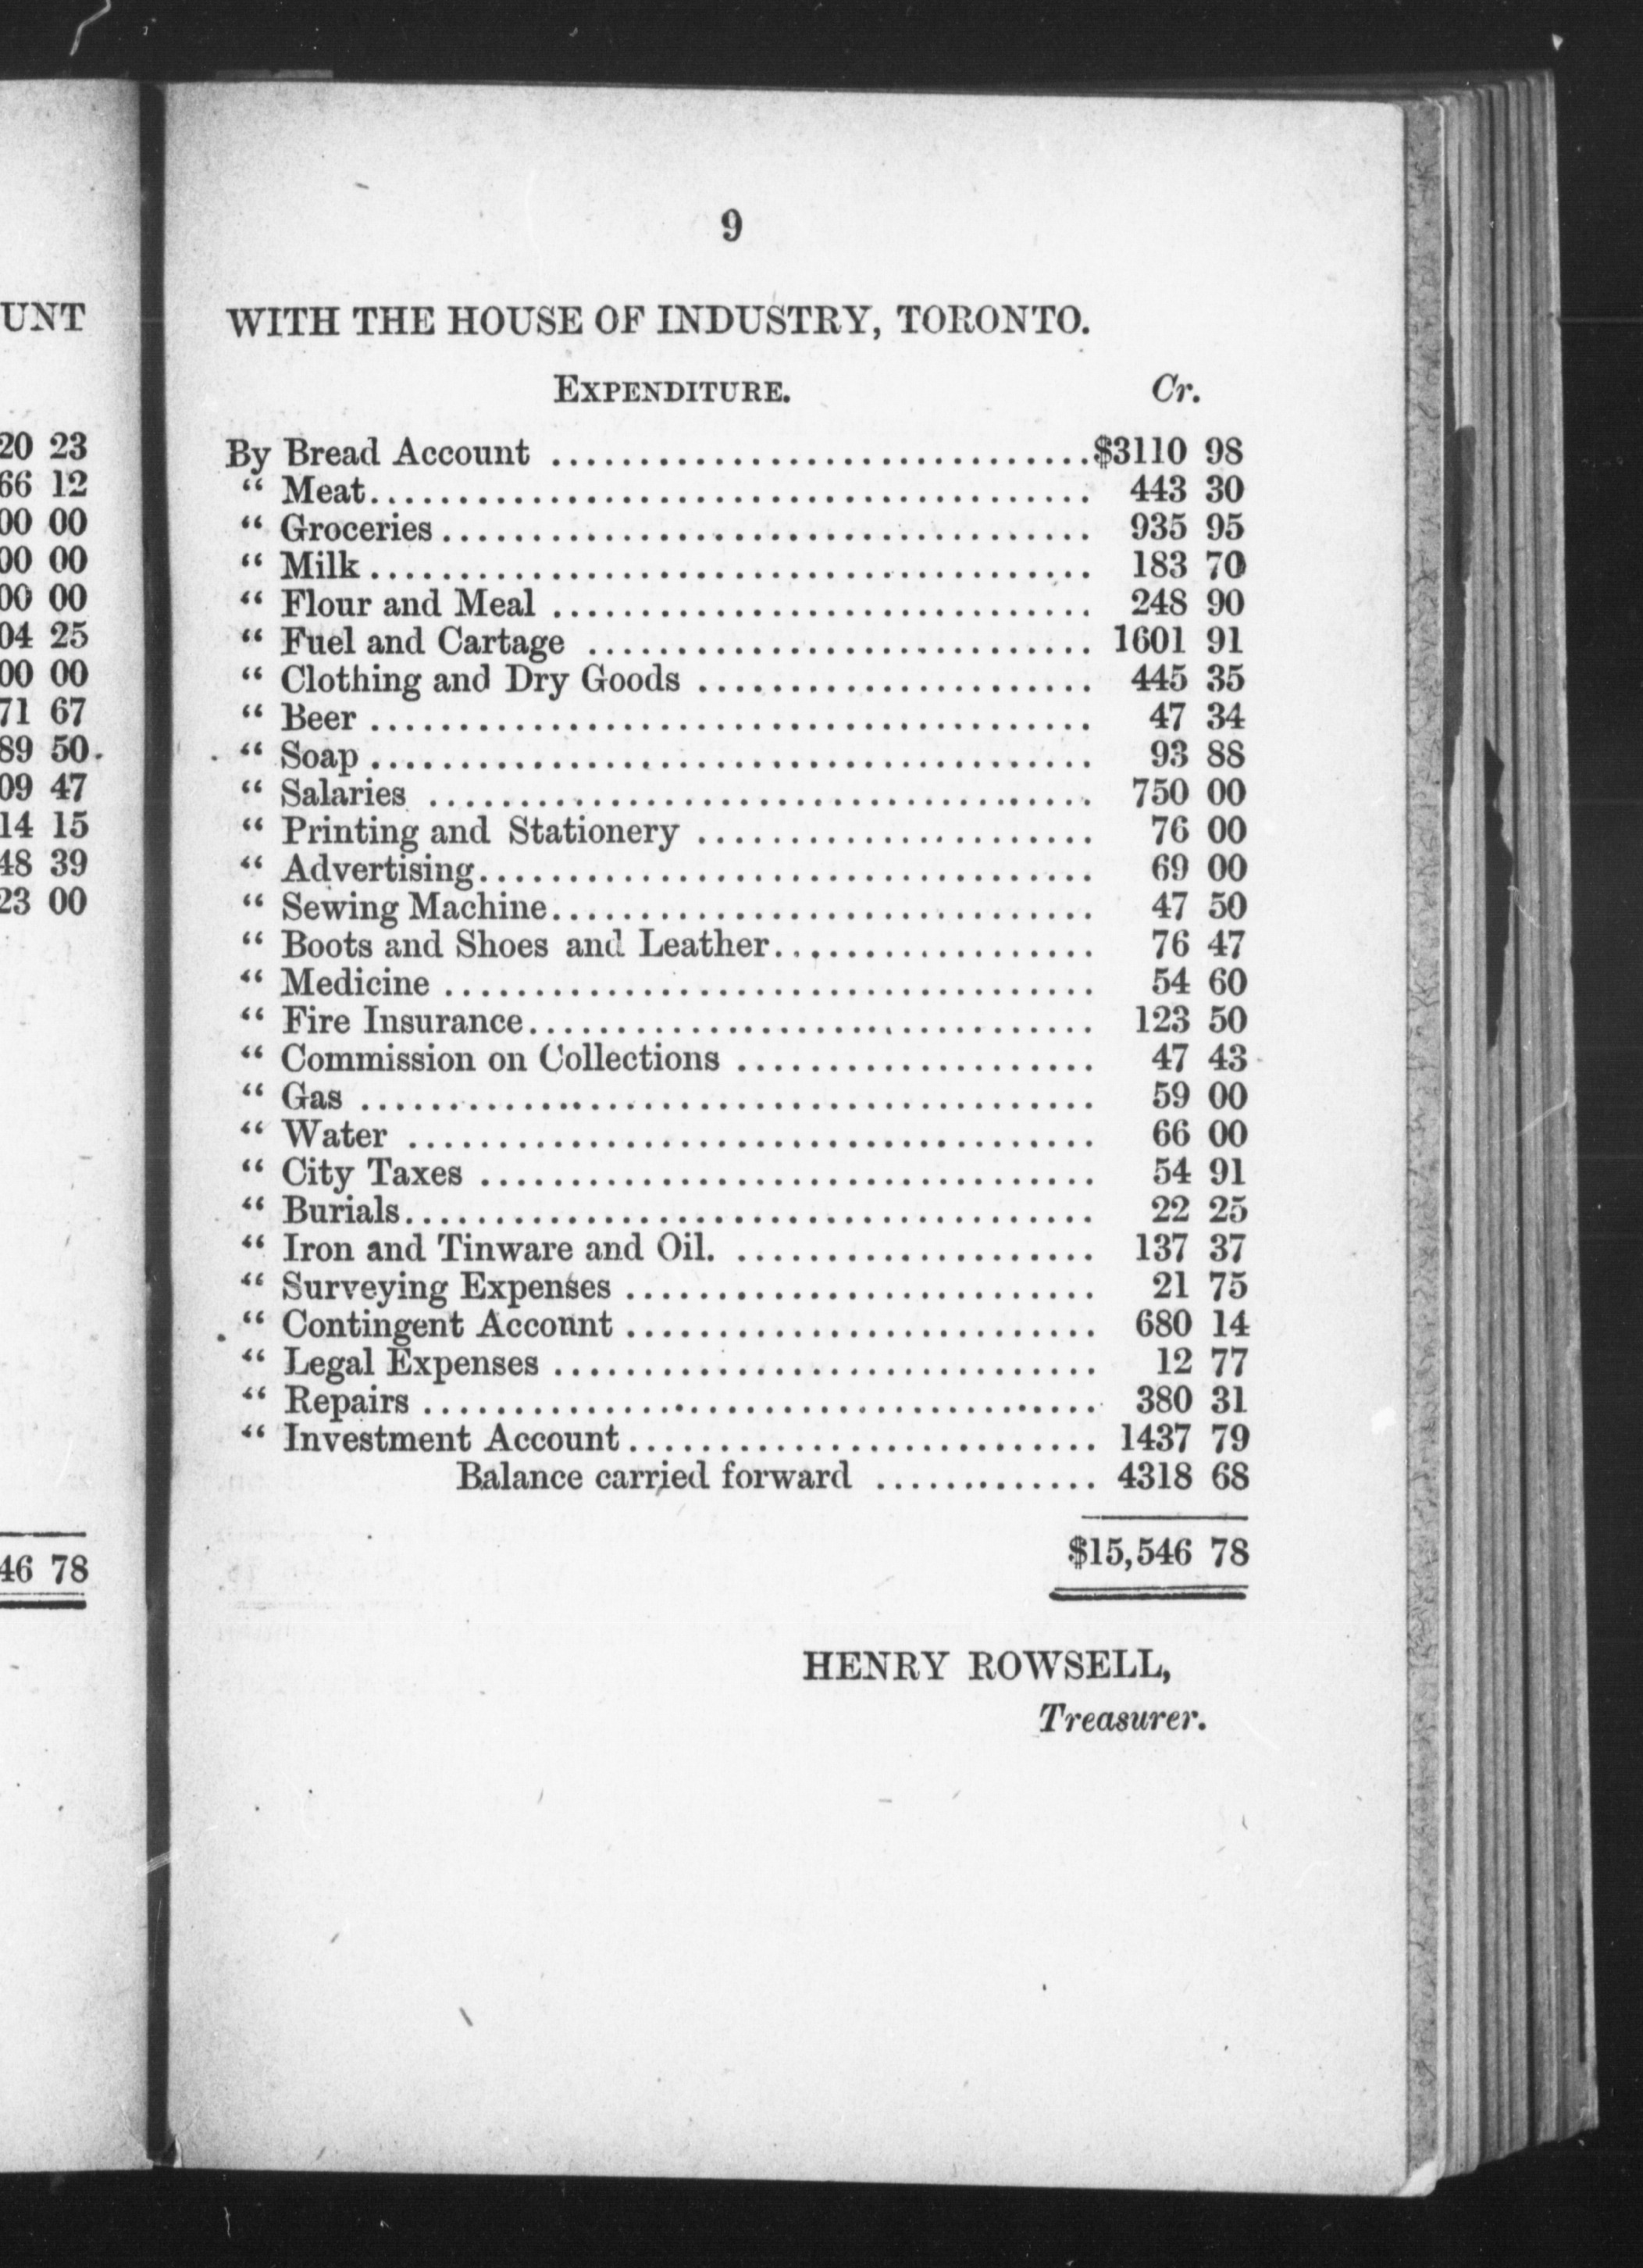 UNT
20 23
66 12
00 00
00 00
00 00
04 25
00 00
71 67
89 50.
09 47
14 15
48 39
23 00
46 78
9
WITH THE HOUSE OF INDUSTRY, TORONTO.
EXPENDITURE. Cr.
By Bread Account ............................... $3110 98
“ Meat........................................ 443 30
“ Groceries.................................... 935 95
“ Milk........................................ 183 70
“ Flour and Meal .............................. 248 90
“ Fuel and Cartage ............................ 1601 91
“ Clothing and Dry Goods ...................... 445 35
“ Beer ........................................ 47 34
“ Soap ........................................ 93 88
“ Salaries ..................................... 750 00
“ Printing and Stationery ...................... 76 00
“ Advertising.................................. 69 00
“ Sewing Machine.............................. 47 50
“ Boots and Shoes and Leather.................. 76 47
“ Medicine .................................... 54 60
“ Fire Insurance............................... 123 50
“ Commission on Collections .................... 47 43
“ Gas ......................................... 59 00
“ Water ...................................... 66 00
“ City Taxes .................................. 54 91
“ Burials...................................... 22 25
“ Iron and Tinware and Oil. .................... 137 37
“ Surveying Expenses .......................... 21 75
“ Contingent Account .......................... 680 14
“ Legal Expenses .............................. 12 77
“ Repairs ...................................... 380 31
“ Investment Account.......................... 1437 79
Balance carried forward ............. 4318 68
$15,546 78
HENRY ROWSELL,
Treasurer.